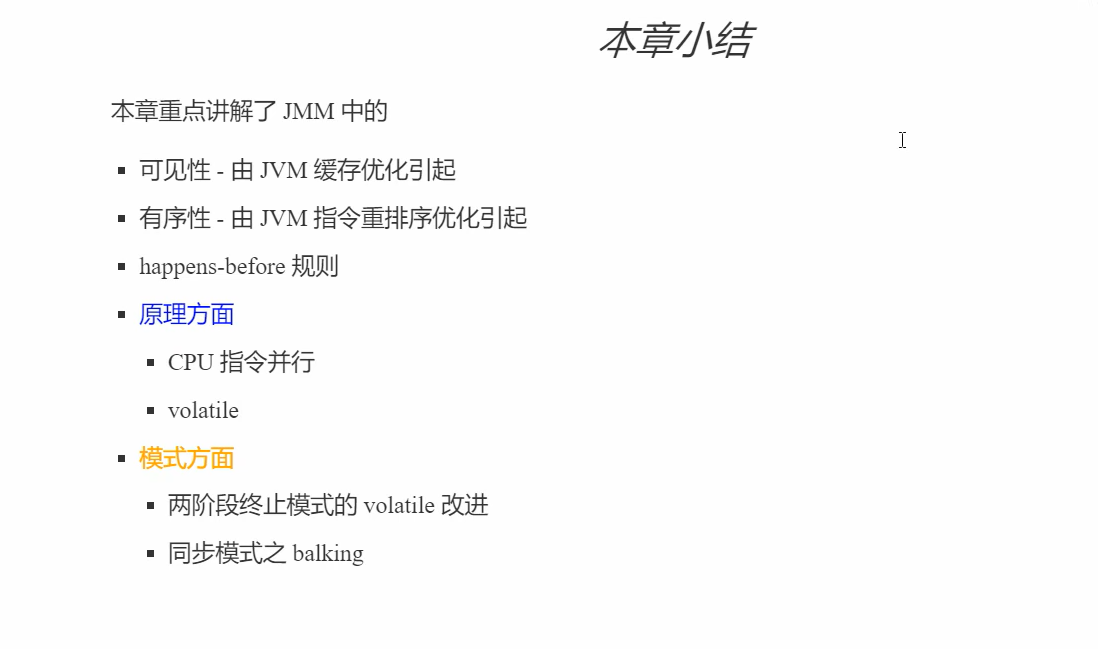 本章小结
本章重点讲解了 JMM 中的
可见性 - 由 JVM 缓存优化引起
有序性 - 由 JVM 指令重排序优化引起
happens-before 规则
原理方面
CPU 指令并行
volatile
模式方面
两阶段终止模式的 volatile 改进
同步模式之 balking